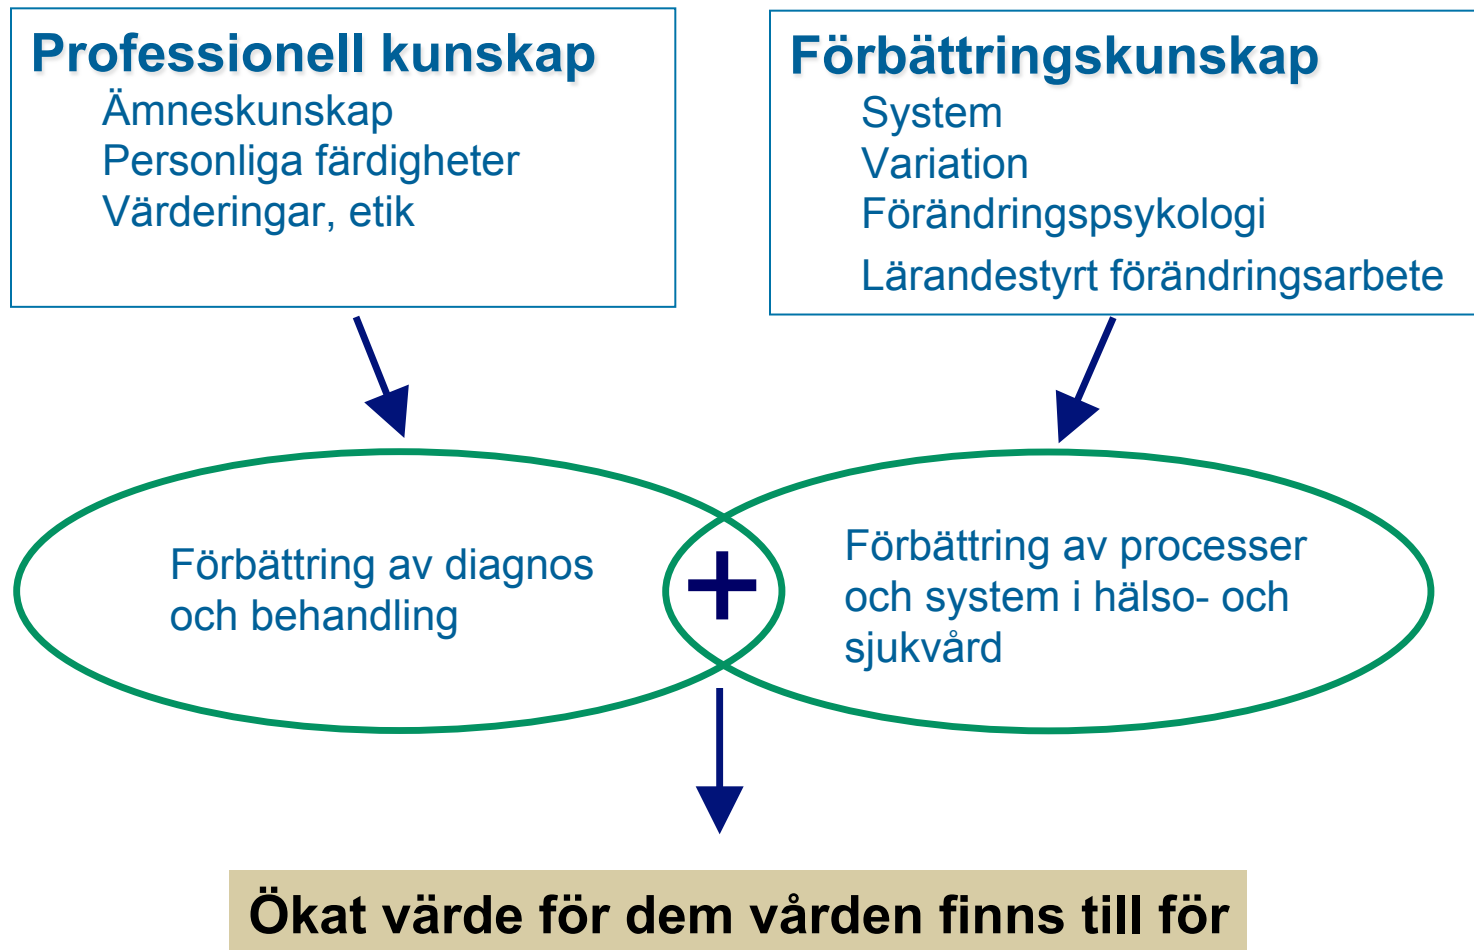 Professionell kunskap
Ämneskunskap
Personliga färdigheter
Värderingar, etik
Förbättringskunskap
System
Variation
Förändringspsykologi
Lärandestyrt förändringsarbete
Förbättring av diagnos
och behandling
+
Förbättring av processer
och system i hälso- och
sjukvård
Ökat värde för dem vården finns till för